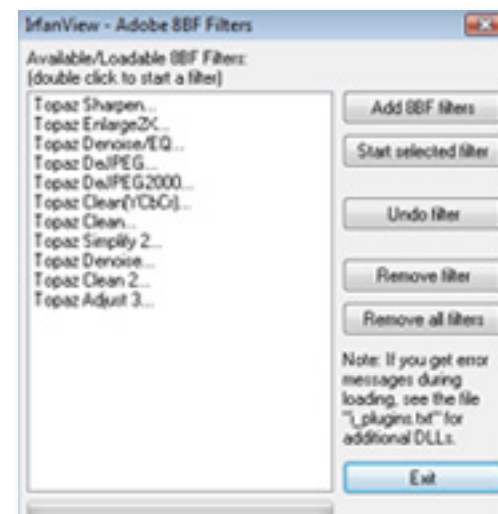 IrfanView - Adobe 8BF Filters
Available/Loadable 8BF Filters:
(double click to start a filter)
Topaz Sharpen...
Topaz Enlarge2X...
Topaz Denoise/EQ...
Topaz DeJPEG...
Topaz DeJPEG2000...
Topaz Clean(YCbCr)...
Topaz Clean...
Topaz Simplify 2...
Topaz Denoise...
Topaz Clean 2...
Topaz Adjust 3...
Add 8BF filters
Start selected filter
Undo filter
Remove filter
Remove all filters
Note: If you get error
messages during
loading, see the file
"i_plugins.txt" for
additional DLLs.
Exit